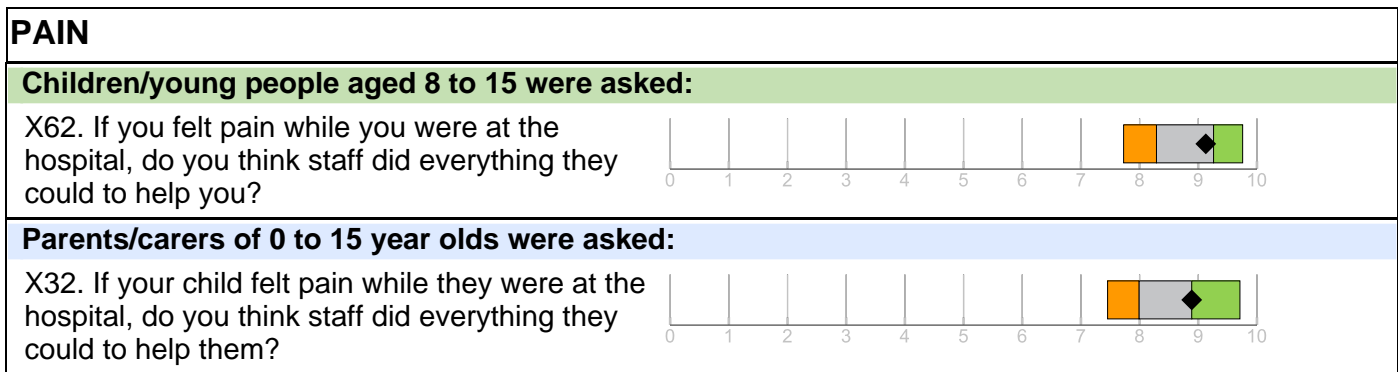 PAIN
Children/young people aged 8 to 15 were asked:
X62. If you felt pain while you were at the
hospital, do you think staff did everything they
could to help you?
0 1 2 3 4 5 6 7 8 9 10
Parents/carers of 0 to 15 year olds were asked:
X32. If your child felt pain while they were at the
hospital, do you think staff did everything they
could to help them?
0 1 2 3 4 5 6 7 8 9 10